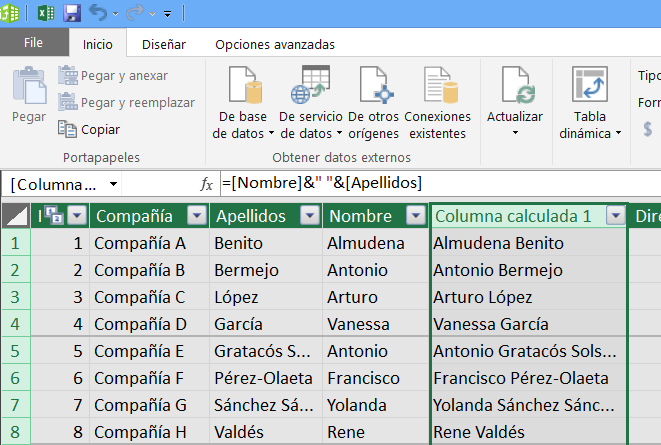 File Inicio Diseñar Opciones avanzadas
Pegar
Pegar y anexar
Pegar y reemplazar
Copiar
Portapapeles
De base
de datos
De servicio
de datos
De otros
orígenes
Conexiones
existentes
Obtener datos externos
Actualizar
Tabla
dinámica
Tipo
Form
$
[Columna... fx =[Nombre]&" "&[Apellidos]
I Compañía Apellidos Nombre Columna calculada 1 Dire
1 1 Compañía A Benito Almudena Almudena Benito
2 2 Compañía B Bermejo Antonio Antonio Bermejo
3 3 Compañía C López Arturo Arturo López
4 4 Compañía D García Vanessa Vanessa García
5 5 Compañía E Gratacós S... Antonio Antonio Gratacós Sols...
6 6 Compañía F Pérez-Olaeta Francisco Francisco Pérez-Olaeta
7 7 Compañía G Sánchez Sá... Yolanda Yolanda Sánchez Sánc...
8 8 Compañía H Valdés Rene Rene Valdés